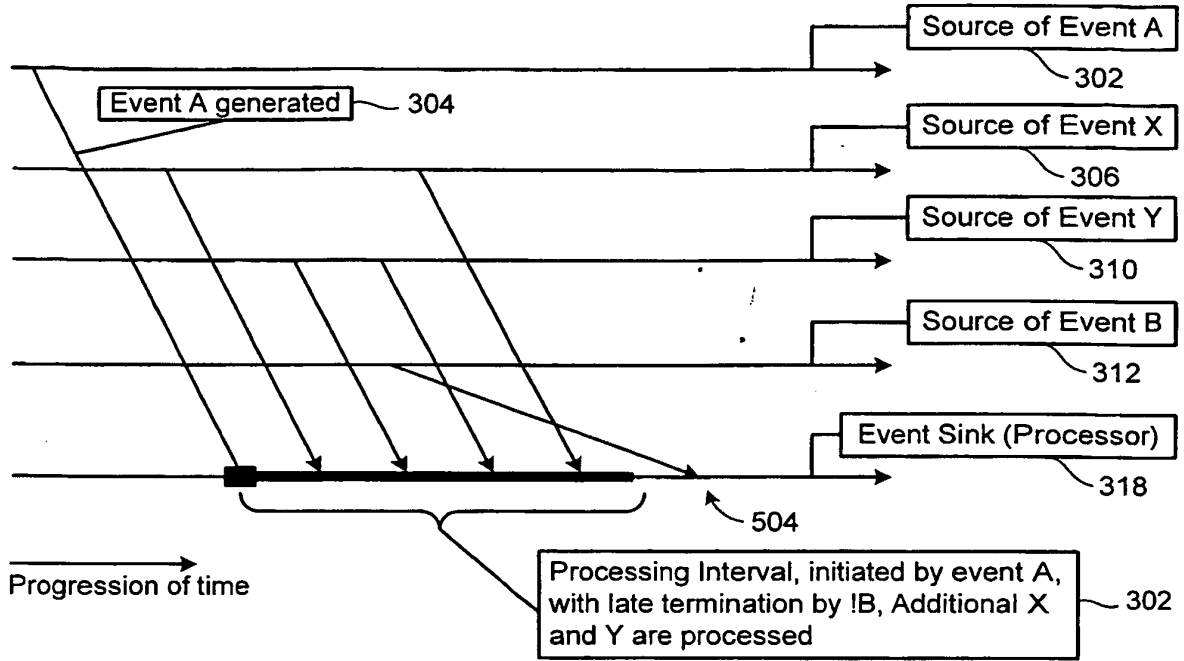 Source of Event A
302
Event A generated
304
Source of Event X
306
Source of Event Y
310
Source of Event B
312
Event Sink (Processor)
318
504
Progression of time
Processing Interval, initiated by event A,
with late termination by !B, Additional X
and Y are processed
302